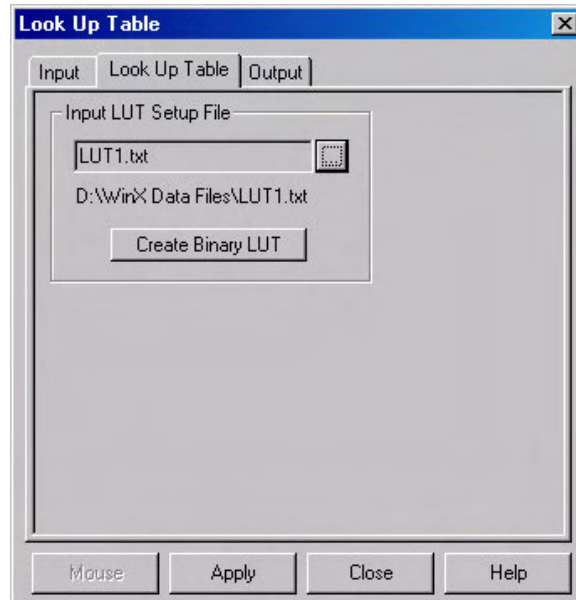 Look Up Table
Input Look Up Table Output
Input LUT Setup File
LUT1.txt
D:\WinX Data Files\LUT1.txt
Create Binary LUT
Mouse Apply Close Help